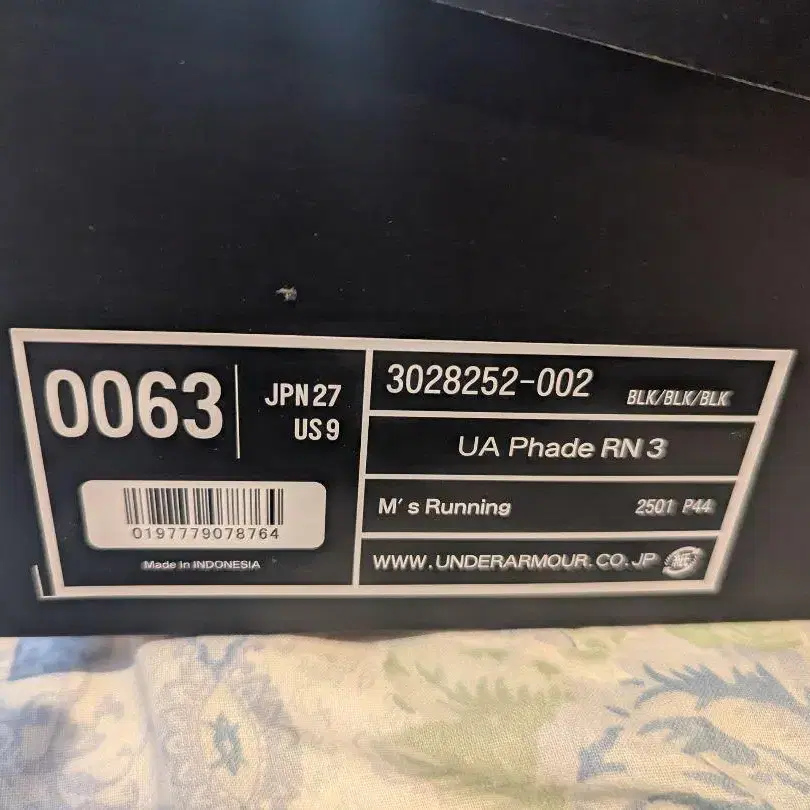 0063
JPN 27
US 9
0197779078764
Made in INDONESIA
3028252-002 BLK/BLK/BLK
UA Phade RN 3
M's Running 2501 P44
WWW.UNDERARMOUR.CO.JP
紙